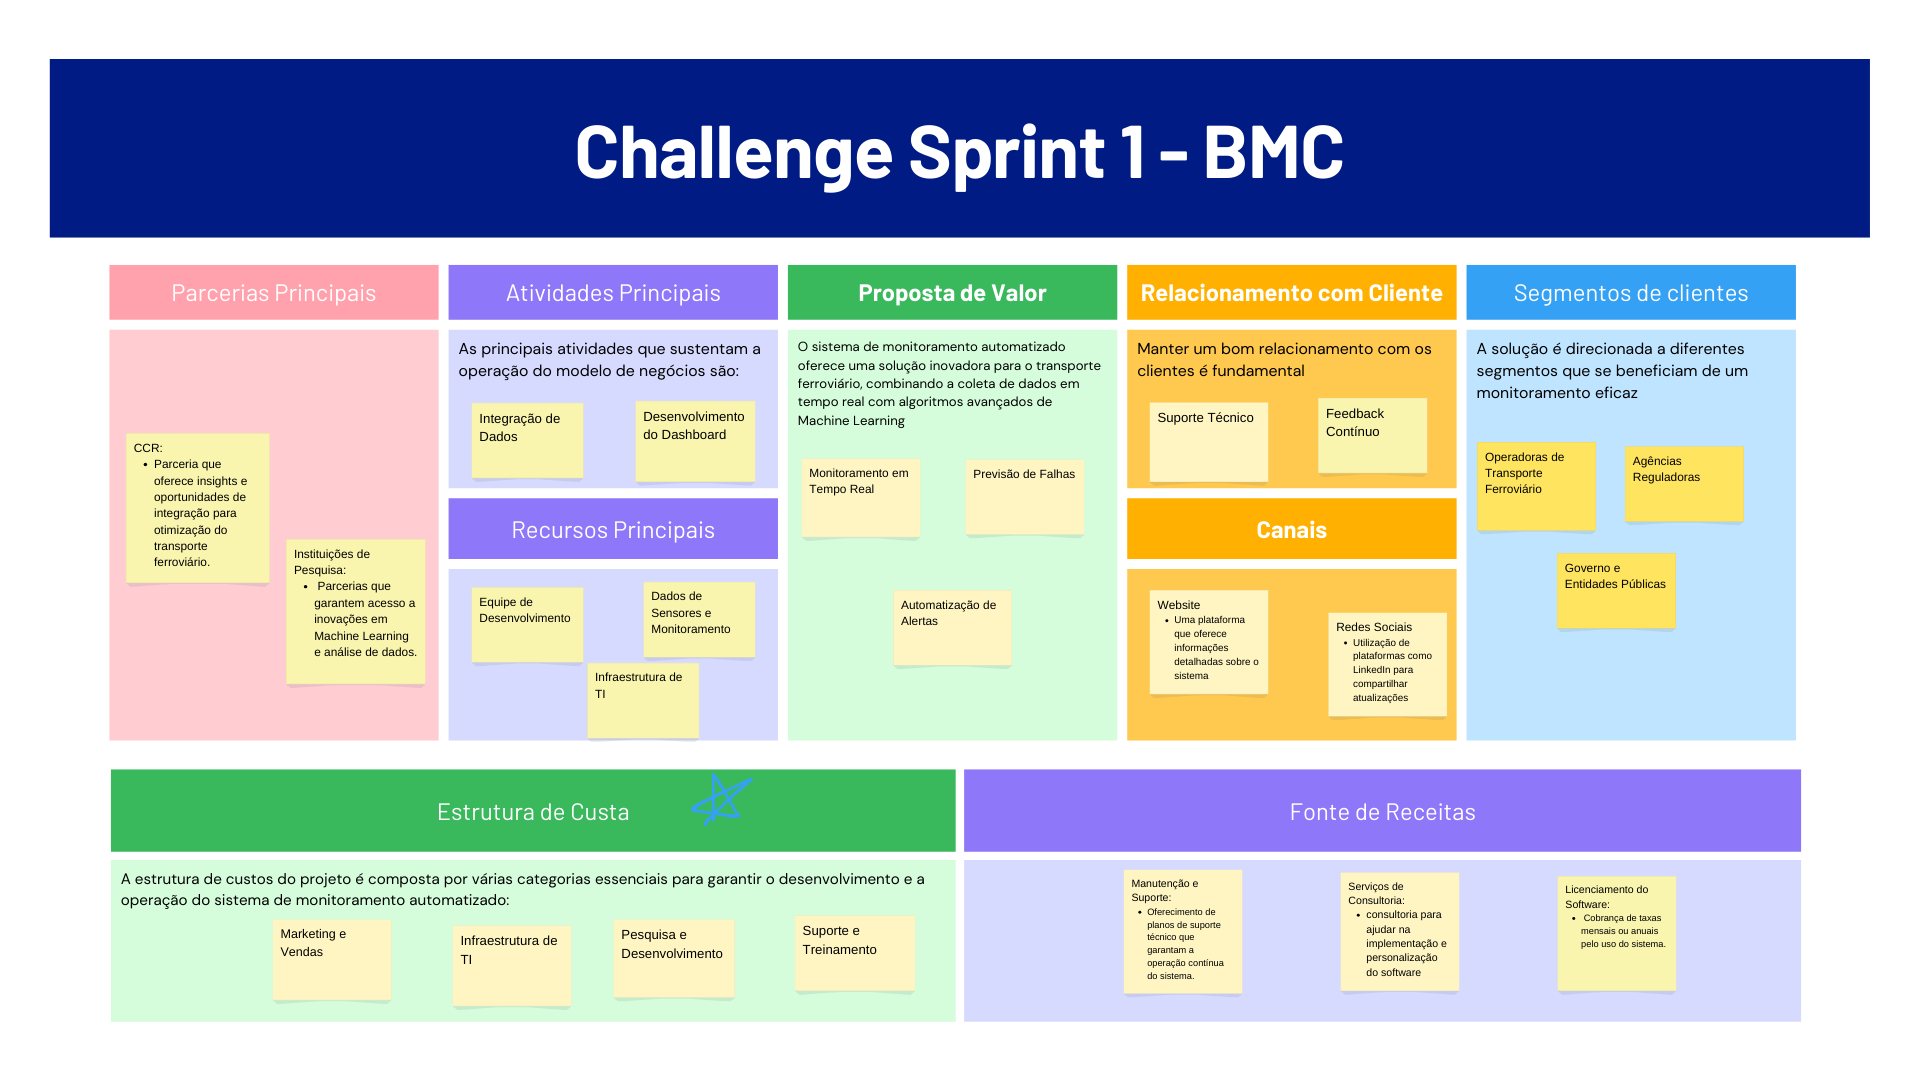 Challenge Sprint 1 - BMC
Parcerias Principais
CCR:
• Parceria que
oferece insights e
oportunidades de
integração para
otimização do
transporte
ferroviário.
Instituições de
Pesquisa:
• Parcerias que
garantem acesso a
inovações em
Machine Learning
e análise de dados.
Atividades Principais
As principais atividades que sustentam a
operação do modelo de negócios são:
Integração de
Dados
Desenvolvimento
do Dashboard
Recursos Principais
Equipe de
Desenvolvimento
Dados de
Sensores e
Monitoramento
Infraestrutura de
TI
Proposta de Valor
O sistema de monitoramento automatizado
oferece uma solução inovadora para o transporte
ferroviário, combinando a coleta de dados em
tempo real com algoritmos avançados de
Machine Learning
Monitoramento em
Tempo Real
Previsão de Falhas
Automatização de
Alertas
Relacionamento com Cliente
Manter um bom relacionamento com os
clientes é fundamental
Suporte Técnico
Feedback
Contínuo
Canais
Website
• Uma plataforma
que oferece
informações
detalhadas sobre o
sistema
Redes Sociais
• Utilização de
plataformas como
LinkedIn para
compartilhar
atualizações
Segmentos de clientes
A solução é direcionada a diferentes
segmentos que se beneficiam de um
monitoramento eficaz
Operadoras de
Transporte
Ferroviário
Agências
Reguladoras
Governo e
Entidades Públicas
Estrutura de Custa
A estrutura de custos do projeto é composta por várias categorias essenciais para garantir o desenvolvimento e a
operação do sistema de monitoramento automatizado:
Marketing e
Vendas
Infraestrutura de
TI
Pesquisa e
Desenvolvimento
Suporte e
Treinamento
Fonte de Receitas
Manutenção e
Suporte:
• Oferecimento de
planos de suporte
técnico que
garantam a
operação contínua
do sistema.
Serviços de
Consultoria:
• consultoria para
ajudar na
implementação e
personalização
do software
Licenciamento do
Software:
• Cobrança de taxas
mensais ou anuais
pelo uso do sistema.